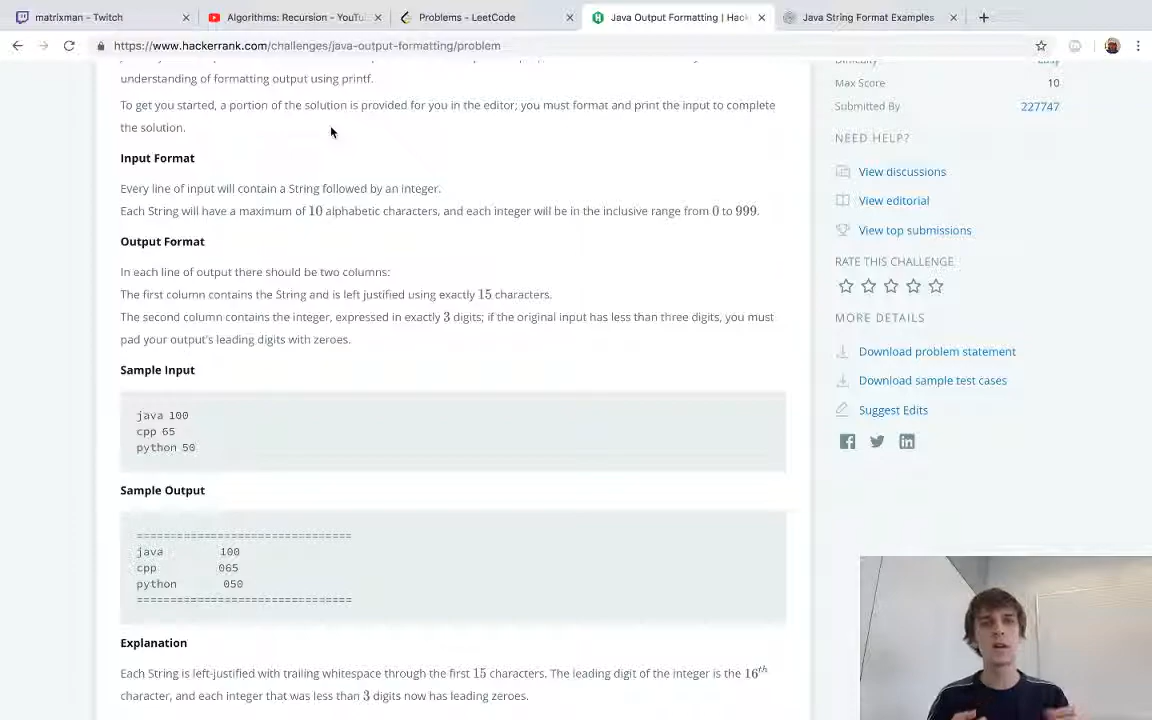 matrixman - Twitch
Algorithms: Recursion - YouTu
Problems - LeetCode
Java Output Formatting | Hack
Java String Format Examples
https://www.hackerrank.com/challenges/java-output-formatting/problem
understanding of formatting output using printf.
To get you started, a portion of the solution is provided for you in the editor; you must format and print the input to complete
the solution.
Input Format
Every line of input will contain a String followed by an integer.
Each String will have a maximum of 10 alphabetic characters, and each integer will be in the inclusive range from 0 to 999.
Output Format
In each line of output there should be two columns:
The first column contains the String and is left justified using exactly 15 characters.
The second column contains the integer, expressed in exactly 3 digits; if the original input has less than three digits, you must
pad your output's leading digits with zeroes.
Sample Input
java 100
cpp 65
python 50
Sample Output
================================
java 100
cpp 065
python 050
================================
Explanation
Each String is left-justified with trailing whitespace through the first 15 characters. The leading digit of the integer is the 16th
character, and each integer that was less than 3 digits now has leading zeroes.
Max Score 10
Submitted By 227747
NEED HELP?
View discussions
View editorial
View top submissions
RATE THIS CHALLENGE
MORE DETAILS
Download problem statement
Download sample test cases
Suggest Edits